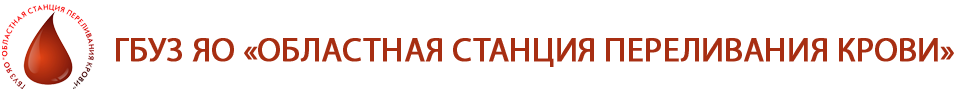 ГБУЗ ЯО "ОБЛАСТНАЯ СТАНЦИЯ ПЕРЕЛИВАНИЯ КРОВИ"
ГБУЗ ЯО «ОБЛАСТНАЯ СТАНЦИЯ ПЕРЕЛИВАНИЯ КРОВИ»